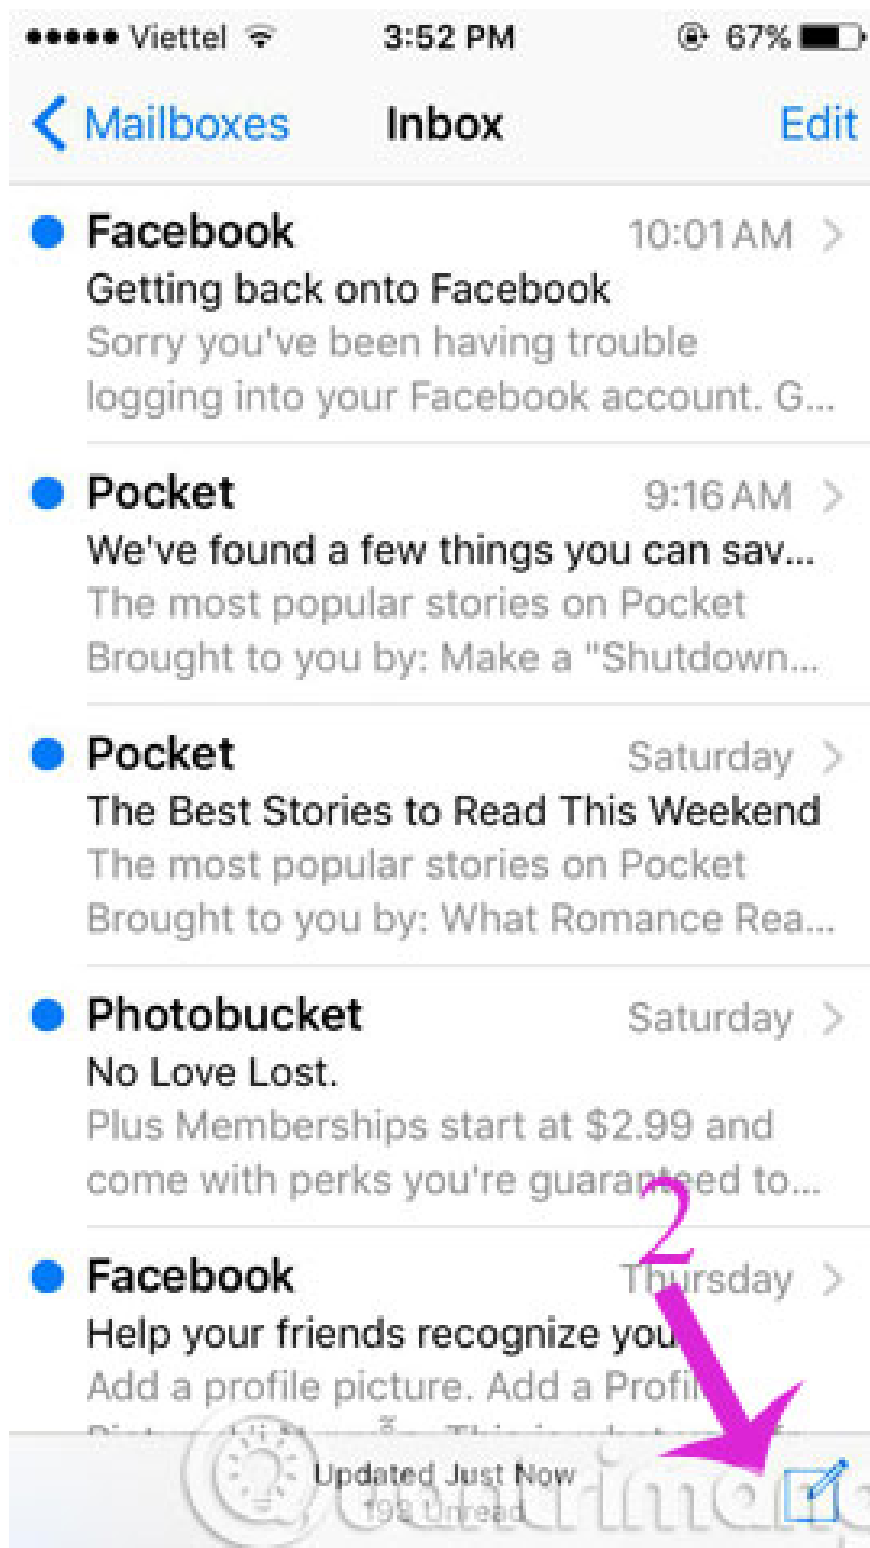 Viettel 3:52 PM 67%
Mailboxes Inbox Edit
Facebook 10:01 AM
Getting back onto Facebook
Sorry you've been having trouble
logging into your Facebook account. G...
Pocket 9:16 AM
We've found a few things you can sav...
The most popular stories on Pocket
Brought to you by: Make a "Shutdown...
Pocket Saturday
The Best Stories to Read This Weekend
The most popular stories on Pocket
Brought to you by: What Romance Rea...
Photobucket Saturday
No Love Lost.
Plus Memberships start at $2.99 and
come with perks you're guaranteed to...
2
Facebook Thursday
Help your friends recognize you
Add a profile picture. Add a Profil
Updated Just Now
Unread